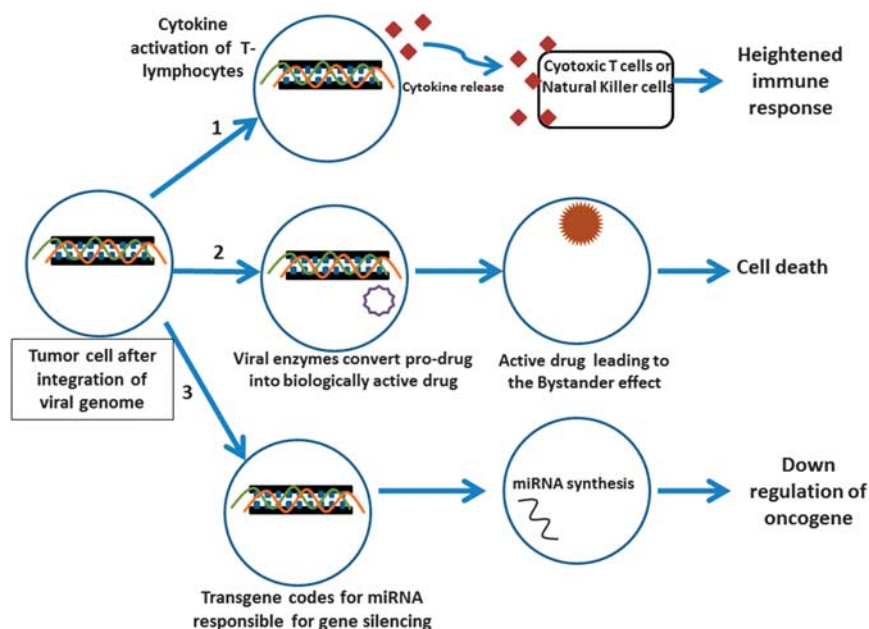 Cytokine
activation of T-
lymphocytes
Cytokine release
Cyotoxic T cells or
Natural Killer cells
Heightened
immune
response
1
2
Cell death
Tumor cell after
integration of
viral genome
Viral enzymes convert pro-drug
into biologically active drug
Active drug leading to
the Bystander effect
3
miRNA synthesis
Down
regulation of
oncogene
Transgene codes for miRNA
responsible for gene silencing